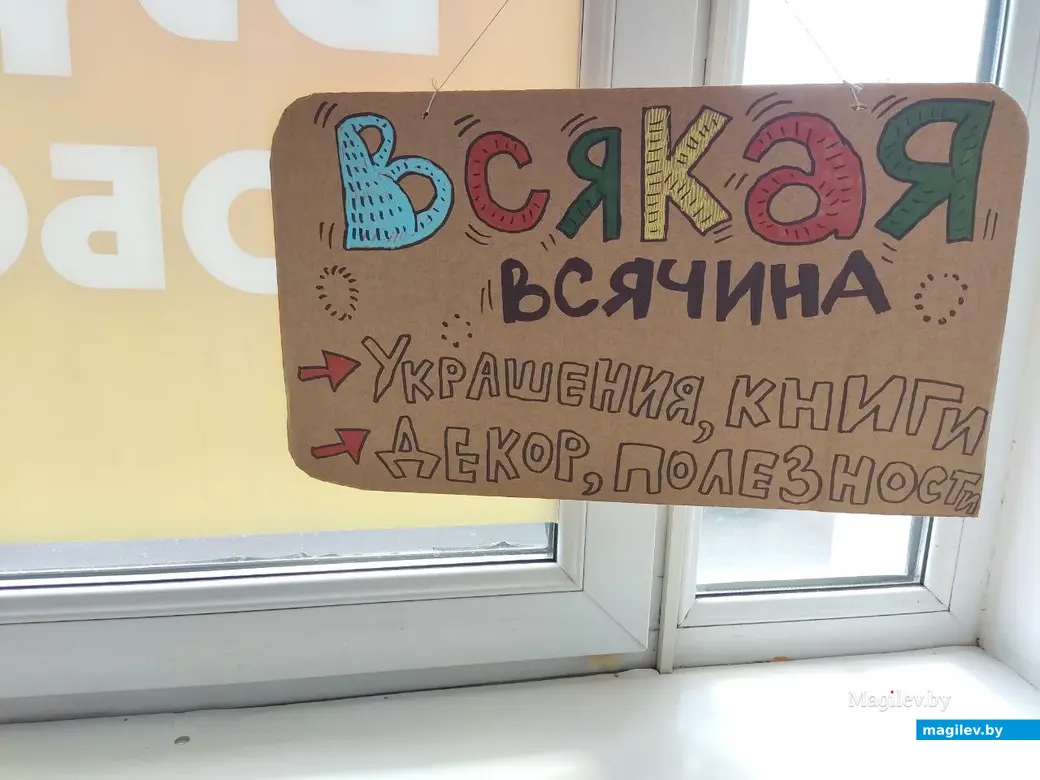 Всякая
всячина
Украшения, книги
Декор, полезности
Magilev.by
magilev.by